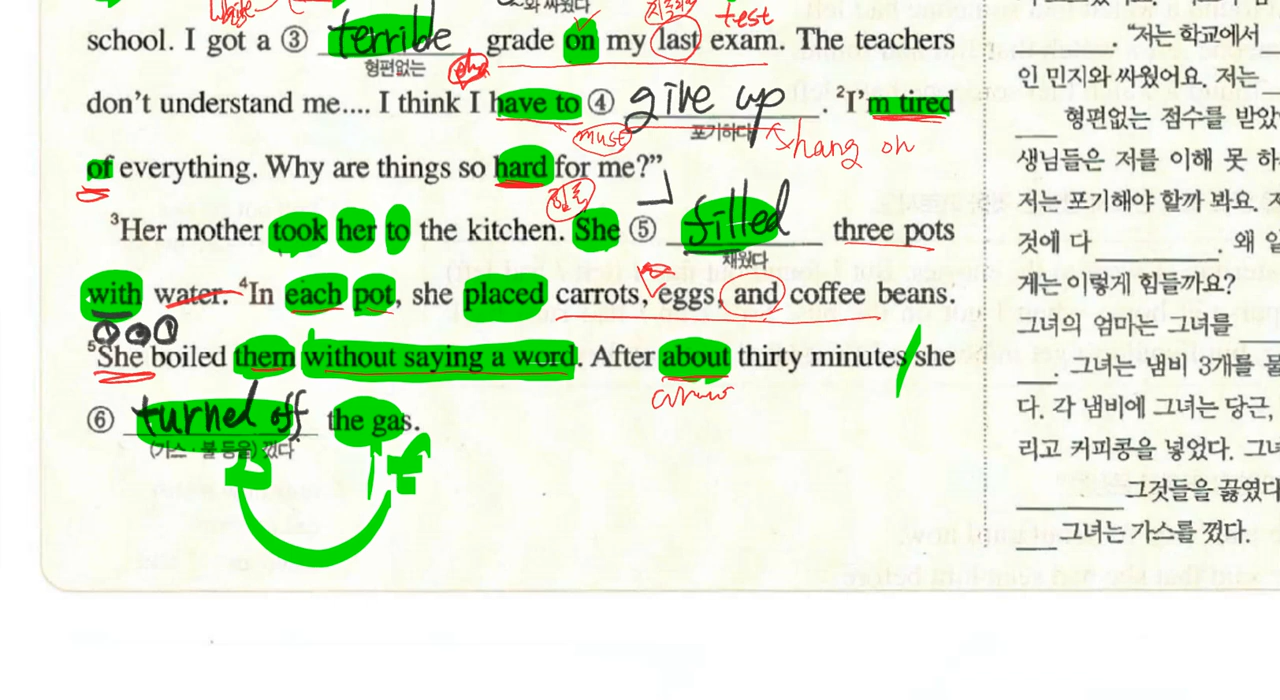 와 싸웠다
test
school. I got a ③ terrible grade on my last exam. The teachers
형편없는
don't understand me.... I think I have to ④ give up. ²I'm tired
must
포기하다
hang on
of everything. Why are things so hard for me?"
힘든
³Her mother took her to the kitchen. She ⑤ filled three pots
채웠다
with water. ⁴In each pot, she placed carrots, eggs, and coffee beans.
⁵She boiled them without saying a word. After about thirty minutes she
⑥ turned off the gas.
(가스·불 등을) 껐다
. "저는 학교에서
인 민지와 싸웠어요. 저는
형편없는 점수를 받았
생님들은 저를 이해 못 하
저는 포기해야 할까 봐요.
것에 다 왜 일
게는 이렇게 힘들까요?
그녀의 엄마는 그녀를
. 그녀는 냄비 3개를 물
다. 각 냄비에 그녀는 당근,
리고 커피콩을 넣었다. 그녀
그것들을 끓였다
그녀는 가스를 껐다.